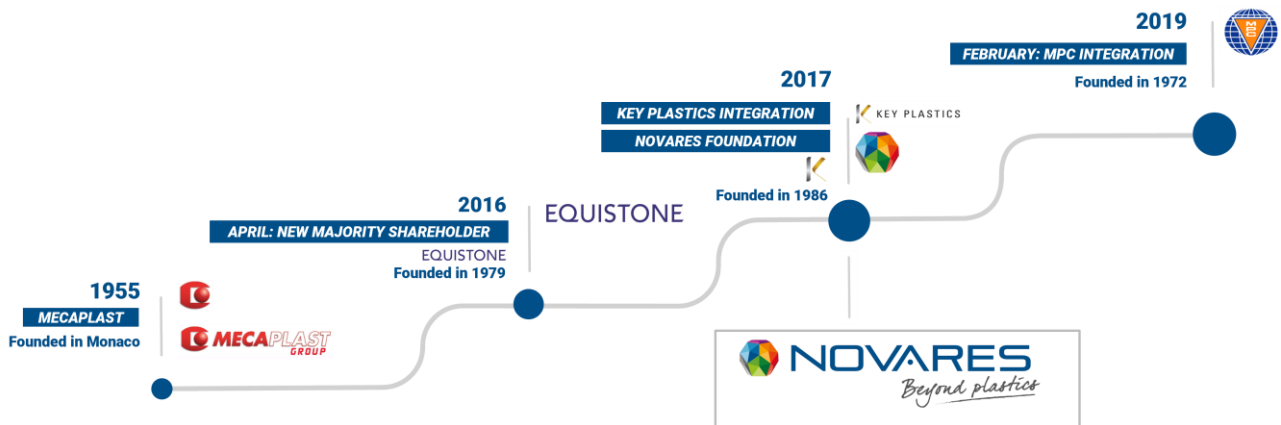 1955
MECAPLAST
Founded in Monaco
MECAPLAST
GROUP
2016
APRIL: NEW MAJORITY SHAREHOLDER
EQUISTONE
Founded in 1979
EQUISTONE
2017
KEY PLASTICS INTEGRATION
NOVARES FOUNDATION
K
Founded in 1986
K KEY PLASTICS
NOVARES
Beyond plastics
2019
FEBRUARY: MPC INTEGRATION
Founded in 1972
MPC